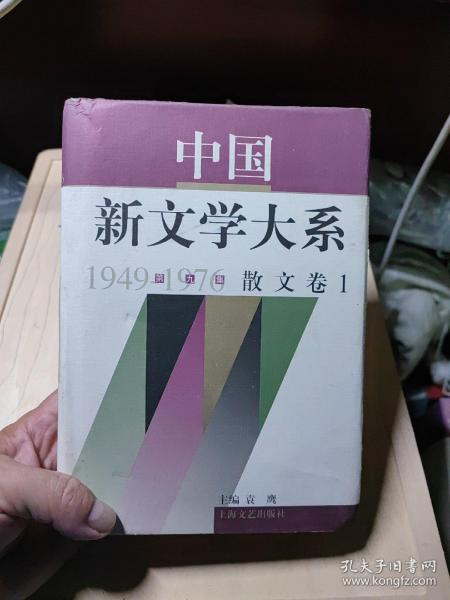 中国
新文学大系
1949-1976 第九集 散文卷1
主编 袁鹰
上海文艺出版社
孔夫子旧书网
www.kongfz.com